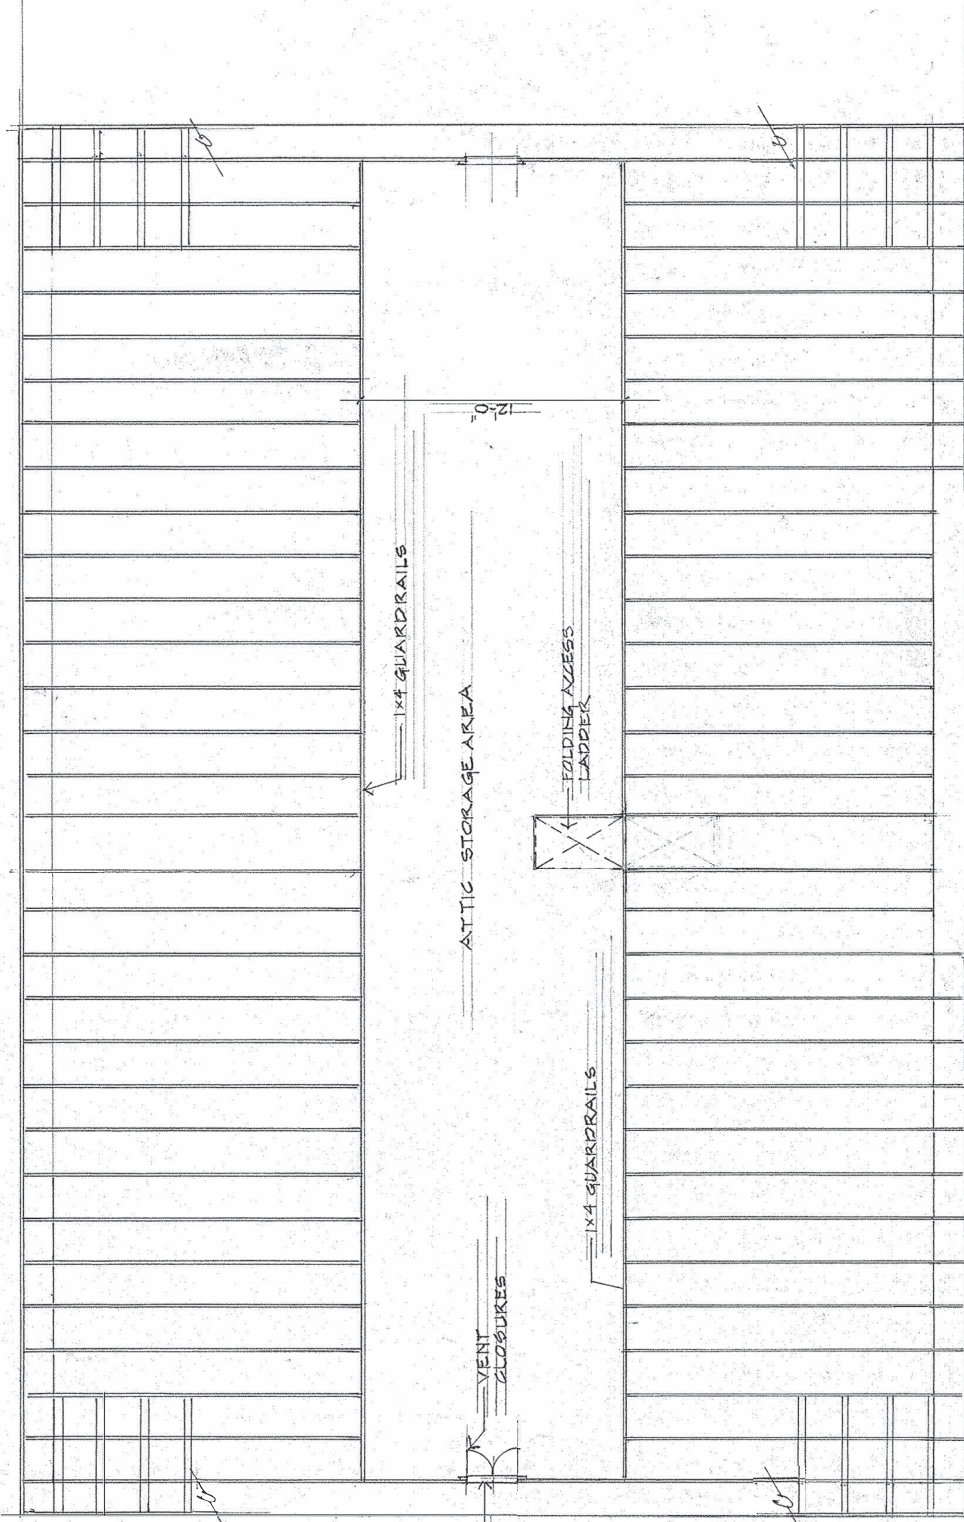 12'-0"
1x4 GUARDRAILS
ATTIC STORAGE AREA
FOLDING ACCESS
LADDER
1x4 GUARDRAILS
VENT
CLOSURES